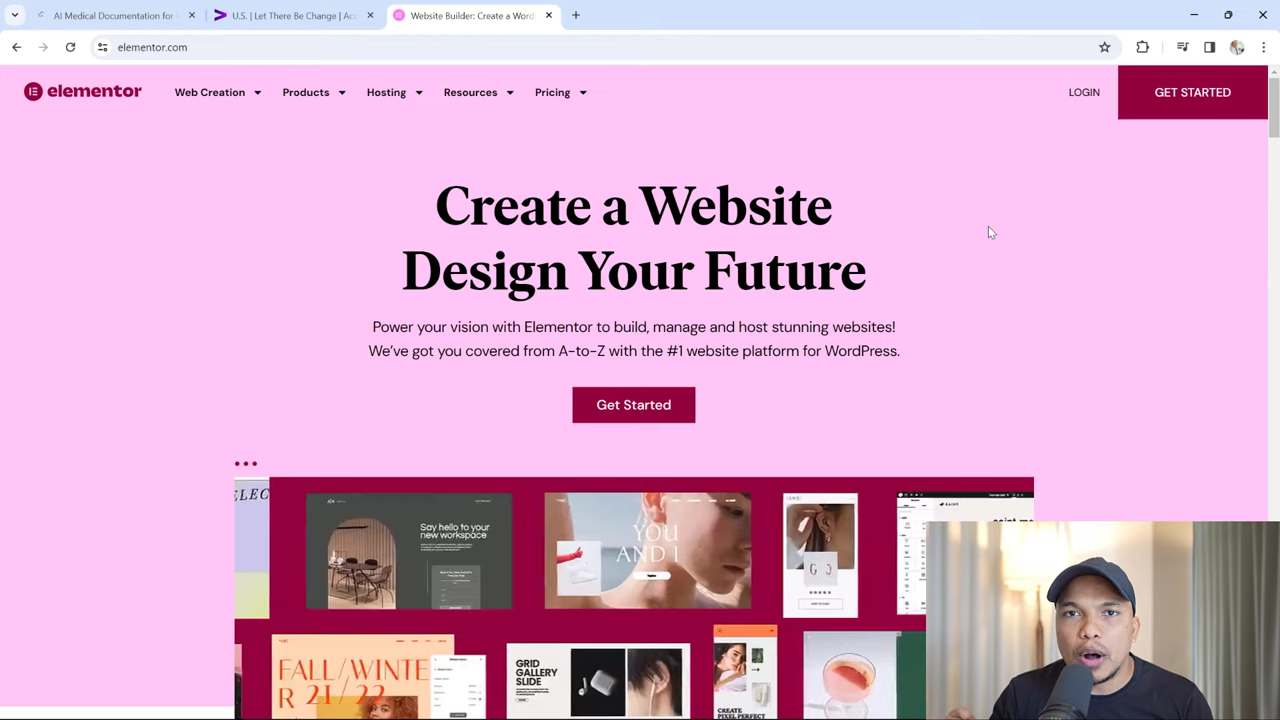 AI Medical Documentation for
U.S. | Let There Be Change | Acc
Website Builder: Create a Word
elementor.com
elementor
Web Creation
Products
Hosting
Resources
Pricing
LOGIN
GET STARTED
Create a Website
Design Your Future
Power your vision with Elementor to build, manage and host stunning websites!
We've got you covered from A-to-Z with the #1 website platform for WordPress.
Get Started
ELEC
Say hello to your
new workspace
YOU
AND I
FALL/WINTE
R 21/22
GRID
GALLERY
SLIDE
CREATE
PIXEL PERFECT